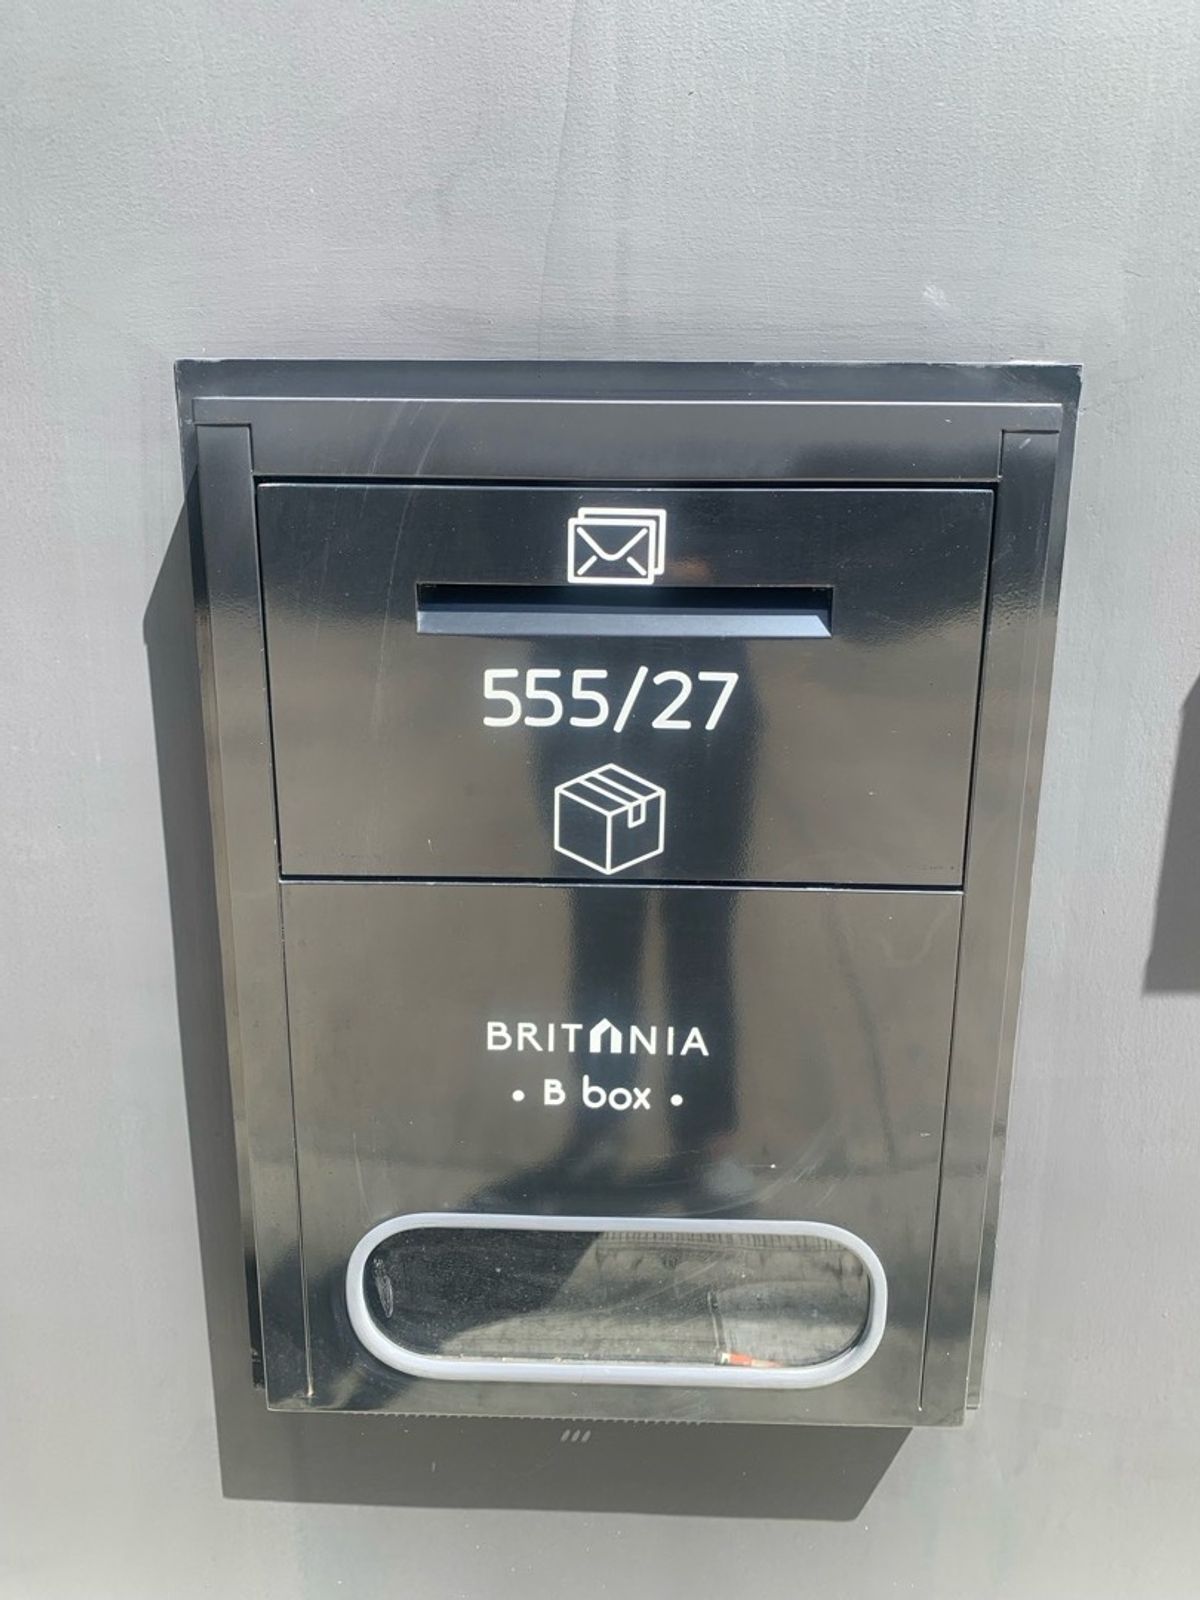 555/27
BRITANIA
• B box •